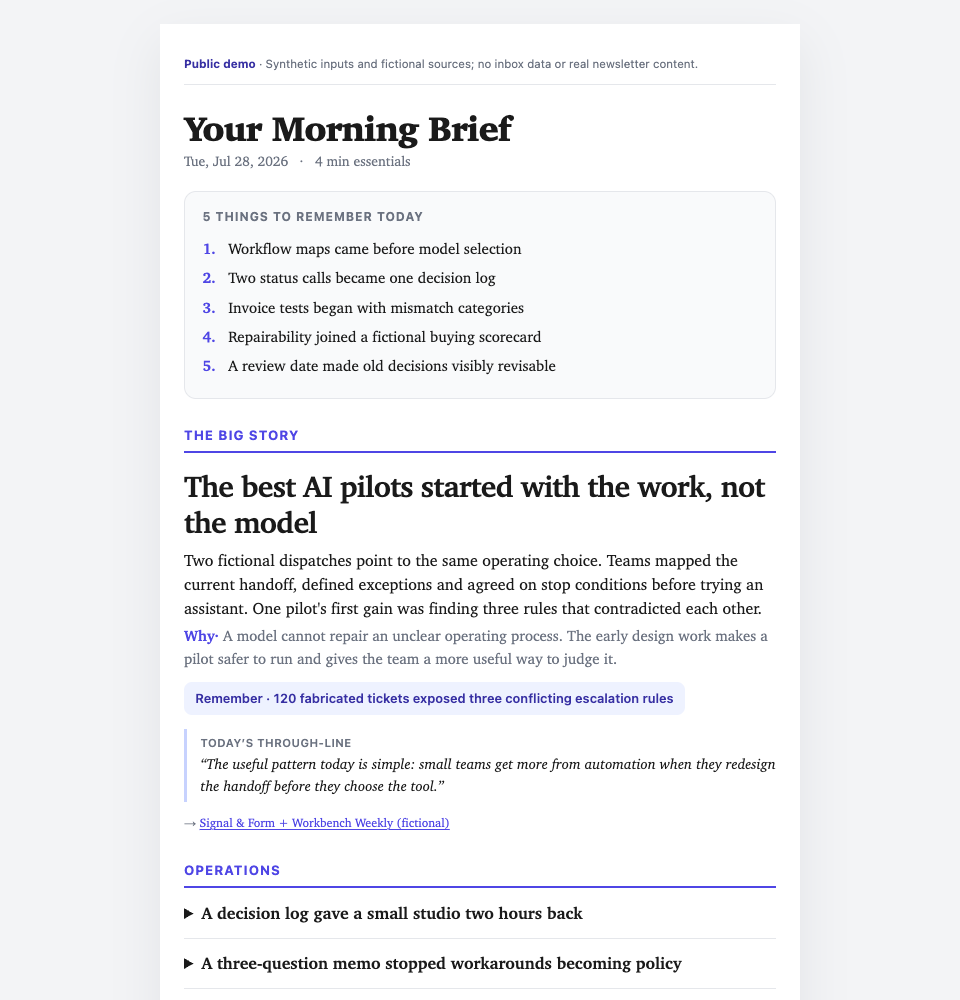 Public demo · Synthetic inputs and fictional sources; no inbox data or real newsletter content.
Your Morning Brief
Tue, Jul 28, 2026 · 4 min essentials
5 THINGS TO REMEMBER TODAY
1. Workflow maps came before model selection
2. Two status calls became one decision log
3. Invoice tests began with mismatch categories
4. Repairability joined a fictional buying scorecard
5. A review date made old decisions visibly revisable
THE BIG STORY
The best AI pilots started with the work, not
the model
Two fictional dispatches point to the same operating choice. Teams mapped the
current handoff, defined exceptions and agreed on stop conditions before trying an
assistant. One pilot's first gain was finding three rules that contradicted each other.
Why· A model cannot repair an unclear operating process. The early design work makes a
pilot safer to run and gives the team a more useful way to judge it.
Remember · 120 fabricated tickets exposed three conflicting escalation rules
TODAY’S THROUGH-LINE
“The useful pattern today is simple: small teams get more from automation when they redesign
the handoff before they choose the tool.”
→ Signal & Form + Workbench Weekly (fictional)
OPERATIONS
▶ A decision log gave a small studio two hours back
▶ A three-question memo stopped workarounds becoming policy